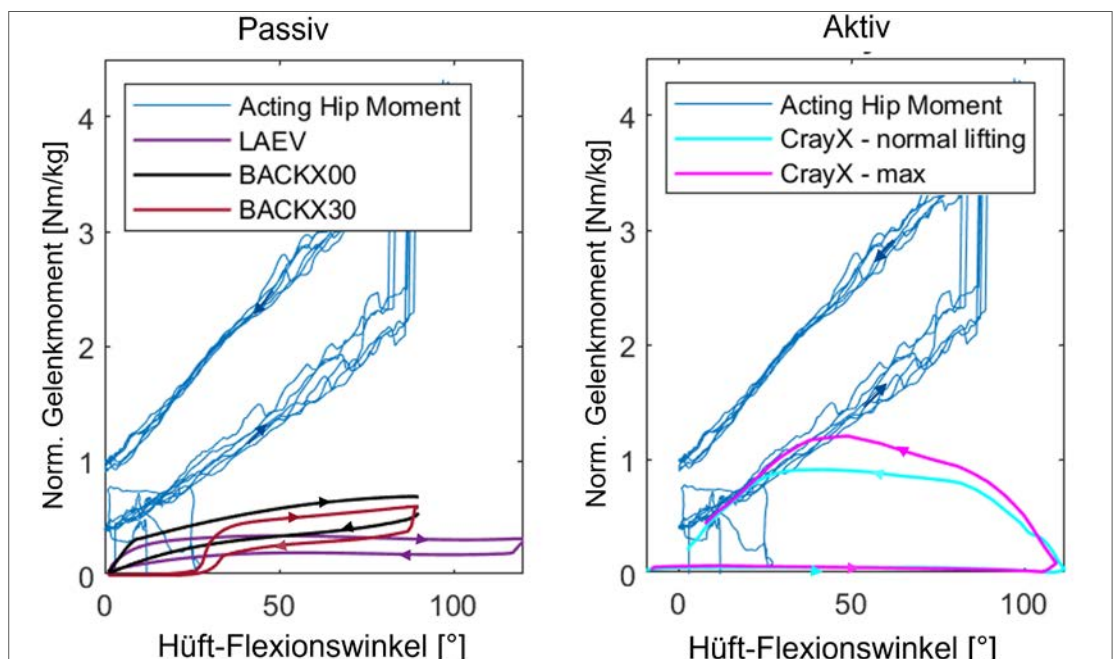 Passiv
Norm. Gelenkmoment [Nm/kg]
4
3
2
1
0
Acting Hip Moment
LAEV
BACKX00
BACKX30
0
50
100
Hüft-Flexionswinkel [°]
Aktiv
Norm. Gelenkmoment [Nm/kg]
4
3
2
1
0
Acting Hip Moment
CrayX - normal lifting
CrayX - max
0
50
100
Hüft-Flexionswinkel [°]